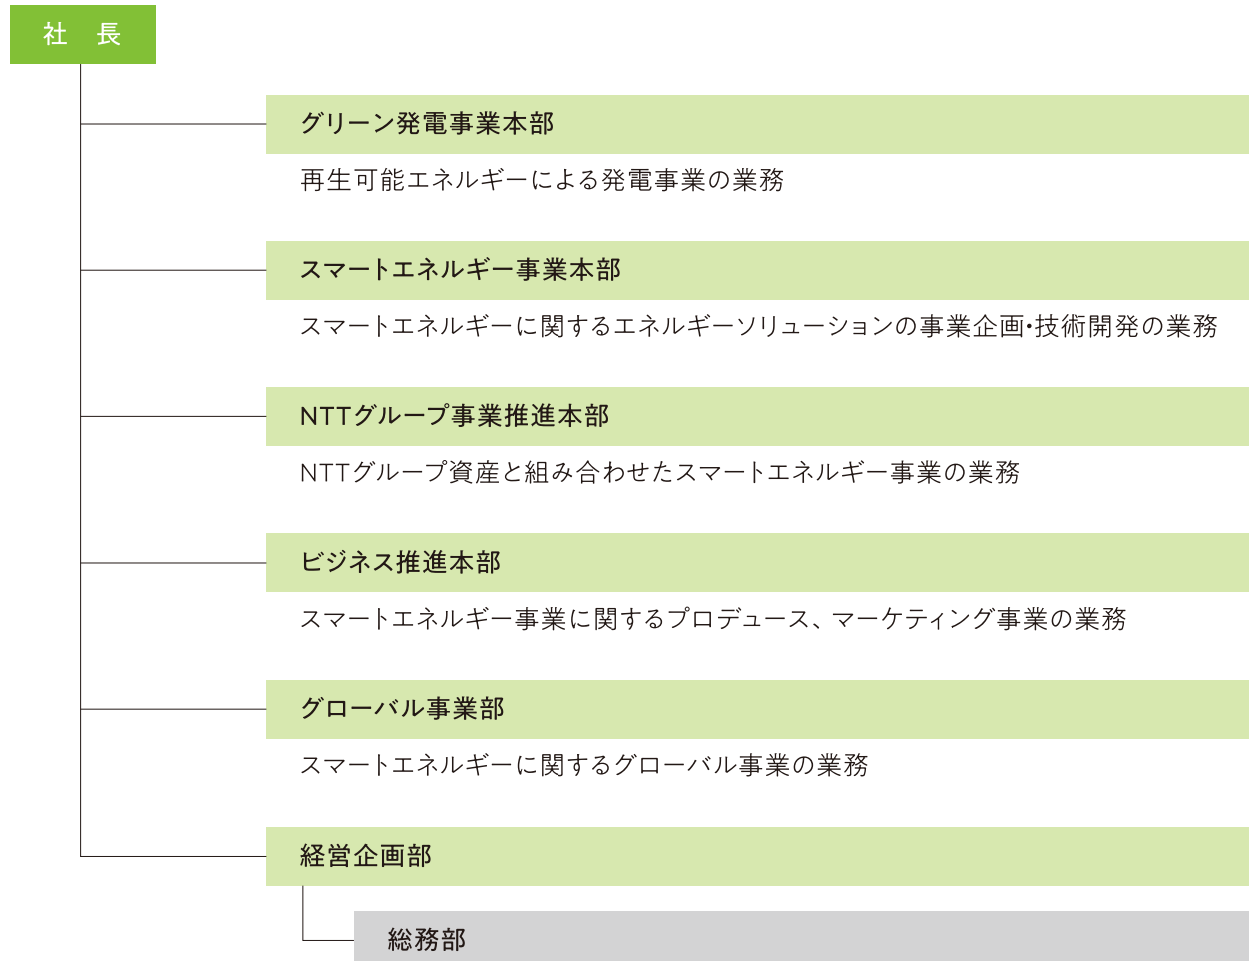 社　長
グリーン発電事業本部
再生可能エネルギーによる発電事業の業務
スマートエネルギー事業本部
スマートエネルギーに関するエネルギーソリューションの事業企画・技術開発の業務
NTTグループ事業推進本部
NTTグループ資産と組み合わせたスマートエネルギー事業の業務
ビジネス推進本部
スマートエネルギー事業に関するプロデュース、マーケティング事業の業務
グローバル事業部
スマートエネルギーに関するグローバル事業の業務
経営企画部
総務部